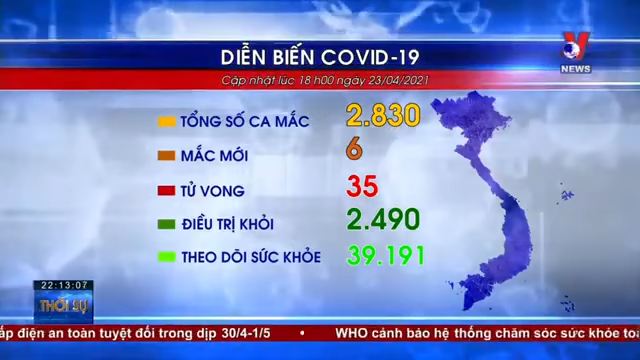 DIỄN BIẾN COVID-19
V
NEWS
Cập nhật lúc 18 h00 ngày 23/04/2021
TỔNG SỐ CA MẮC 2.830
MẮC MỚI 6
TỬ VONG 35
ĐIỀU TRỊ KHỎI 2.490
THEO DÕI SỨC KHỎE 39.191
22:13:07
THỜI SỰ
ấp điện an toàn tuyệt đối trong dịp 30/4-1/5 • WHO cảnh báo hệ thống chăm sóc sức khỏe toà